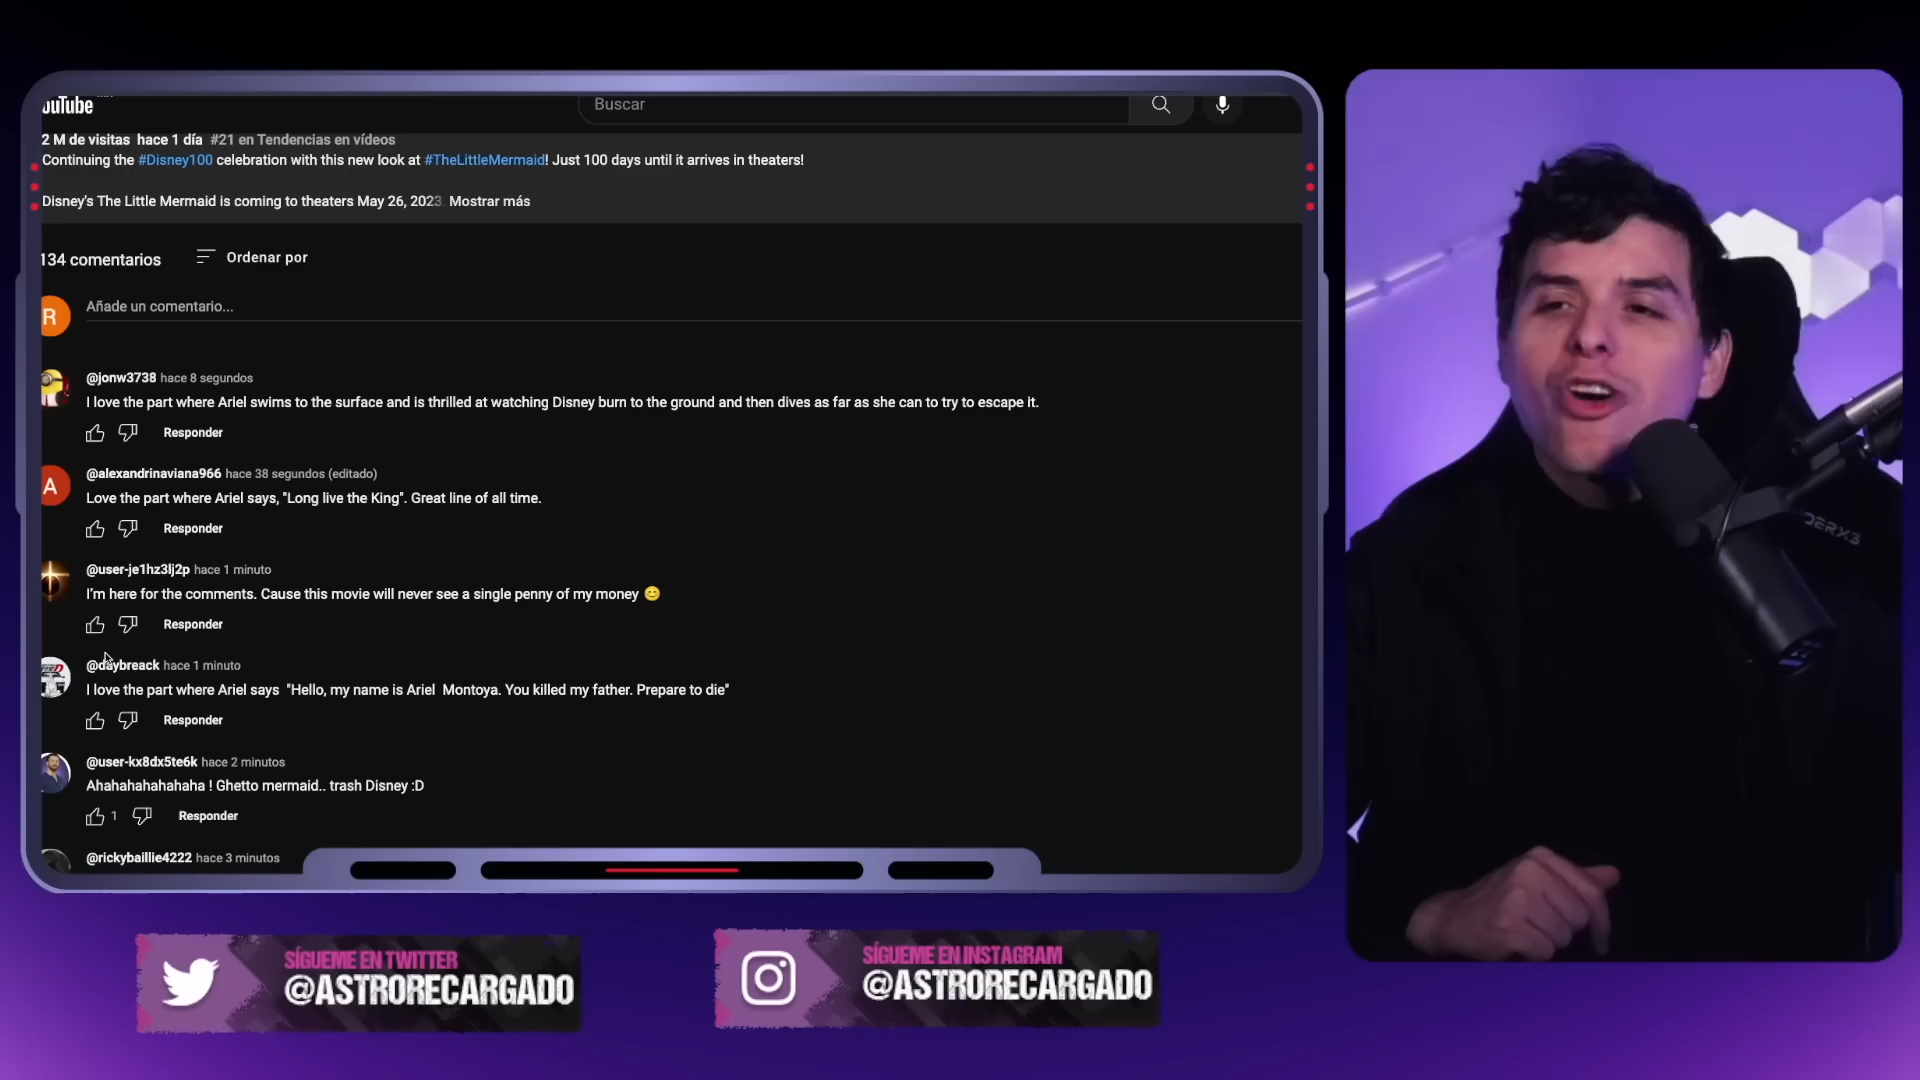 ouTube
Buscar
2 M de visitas hace 1 día #21 en Tendencias en vídeos
Continuing the #Disney100 celebration with this new look at #TheLittleMermaid! Just 100 days until it arrives in theaters!
Disney's The Little Mermaid is coming to theaters May 26, 2023. Mostrar más
134 comentarios
Ordenar por
R
Añade un comentario...
@jonw3738 hace 8 segundos
I love the part where Ariel swims to the surface and is thrilled at watching Disney burn to the ground and then dives as far as she can to try to escape it.
Responder
A
@alexandrinaviana966 hace 38 segundos (editado)
Love the part where Ariel says, "Long live the King". Great line of all time.
Responder
@user-je1hz3lj2p hace 1 minuto
I'm here for the comments. Cause this movie will never see a single penny of my money 😊
Responder
@daybreack hace 1 minuto
I love the part where Ariel says "Hello, my name is Ariel Montoya. You killed my father. Prepare to die"
Responder
@user-kx8dx5te6k hace 2 minutos
Ahahahahahahaha ! Ghetto mermaid.. trash Disney :D
1
Responder
@rickybaillie4222 hace 3 minutos
SÍGUEME EN TWITTER
@ASTRORECARGADO
SÍGUEME EN INSTAGRAM
@ASTRORECARGADO